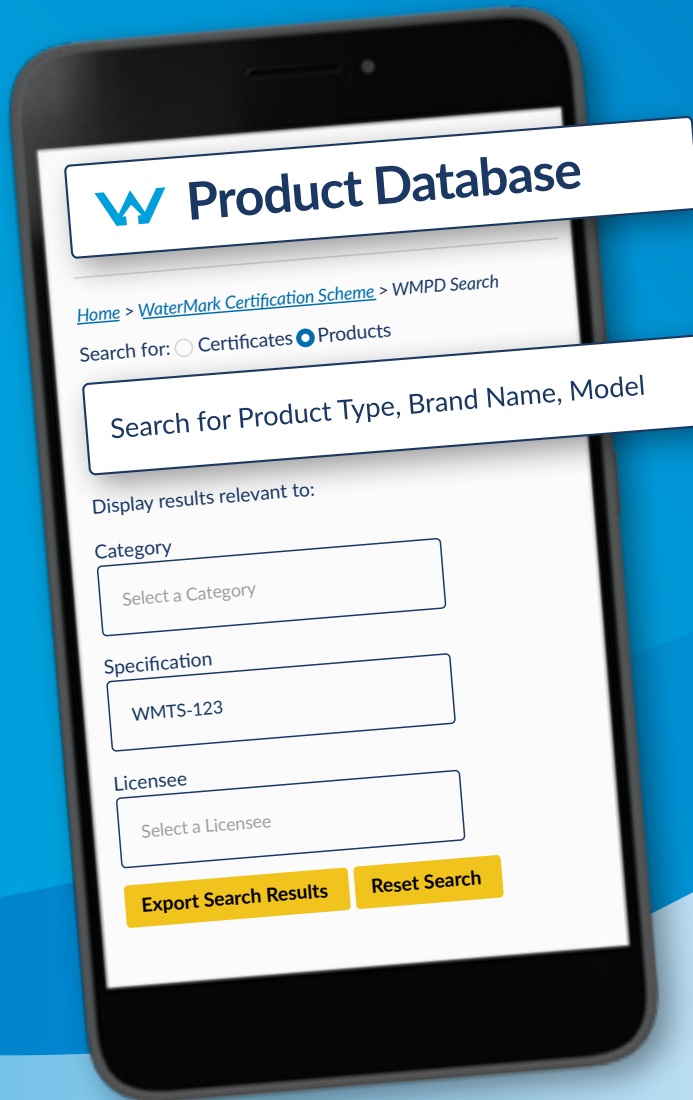 Product Database
Home > WaterMark Certification Scheme > WMPD Search
Search for: Certificates Products
Search for Product Type, Brand Name, Model
Display results relevant to:
Category
Select a Category
Specification
WMTS-123
Licensee
Select a Licensee
Export Search Results Reset Search